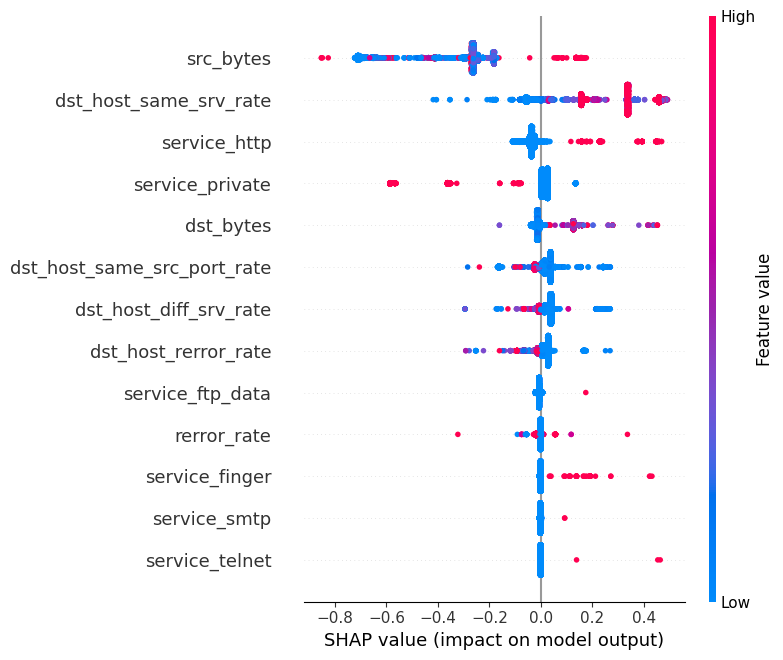 High
src_bytes
dst_host_same_srv_rate
service_http
service_private
dst_bytes
dst_host_same_src_port_rate
dst_host_diff_srv_rate
dst_host_rerror_rate
service_ftp_data
rerror_rate
service_finger
service_smtp
service_telnet
Feature value
Low
−0.8 −0.6 −0.4 −0.2 0.0 0.2 0.4
SHAP value (impact on model output)